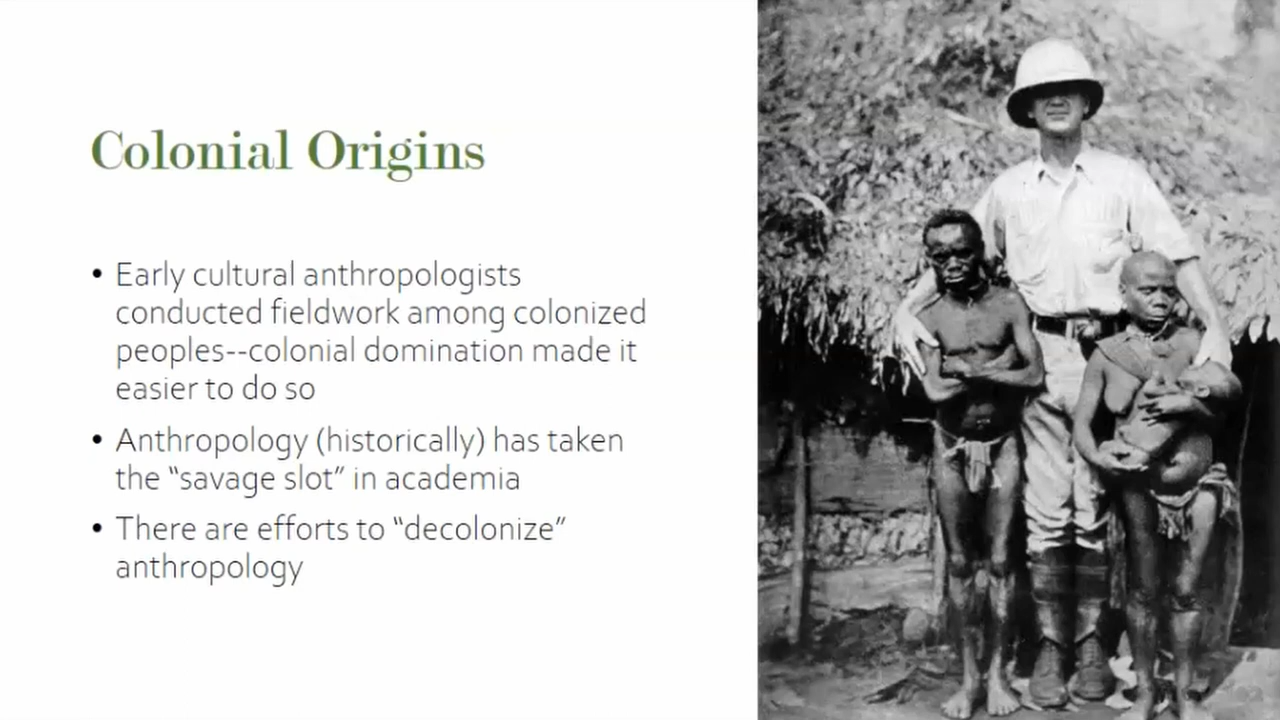 Colonial Origins
• Early cultural anthropologists
conducted fieldwork among colonized
peoples--colonial domination made it
easier to do so
• Anthropology (historically) has taken
the “savage slot” in academia
• There are efforts to “decolonize”
anthropology